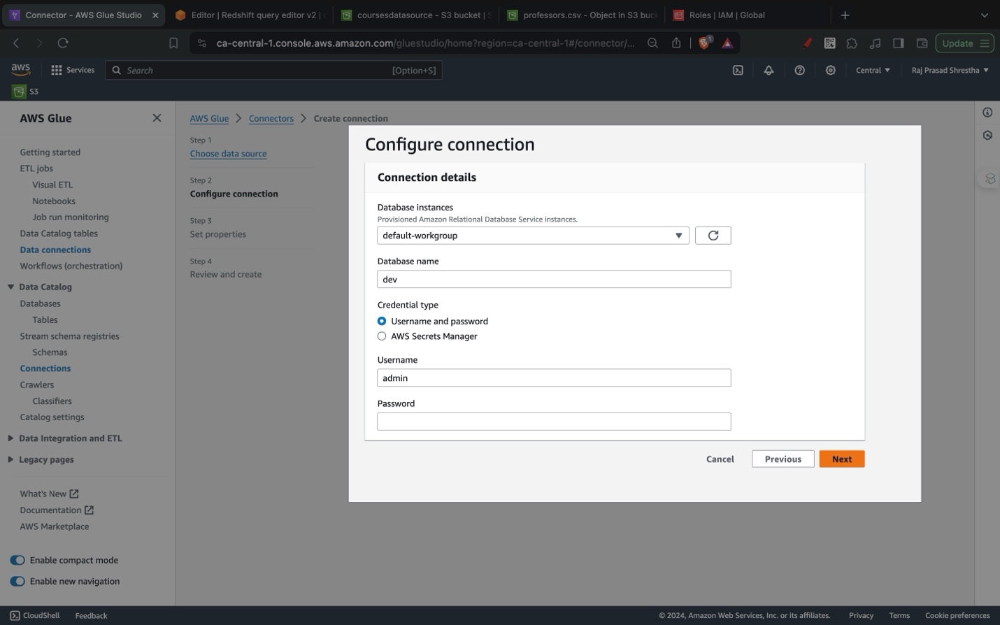 Connector - AWS Glue Studio
Editor | Redshift query editor v2 |
coursesdatasource - S3 bucket |
professors.csv - Object in S3
Roles | IAM | Global
ca-central-1.console.aws.amazon.com/gluestudio/home?region=ca-central-1#/connector/...
1
Update
aws
Services
Search
[Option+S]
Central
Raj Prasad Shrestha
S3
AWS Glue
Getting started
ETL jobs
Visual ETL
Notebooks
Job run monitoring
Data Catalog tables
Data connections
Workflows (orchestration)
Data Catalog
Databases
Tables
Stream schema registries
Schemas
Connections
Crawlers
Classifiers
Catalog settings
Data Integration and ETL
Legacy pages
What's New
Documentation
AWS Marketplace
Enable compact mode
Enable new navigation
AWS Glue
Connectors
Create connection
Step 1
Choose data source
Step 2
Configure connection
Step 3
Set properties
Step 4
Review and create
Configure connection
Connection details
Database instances
Provisioned Amazon Relational Database Service instances.
default-workgroup
Database name
dev
Credential type
Username and password
AWS Secrets Manager
Username
admin
Password
Cancel
Previous
Next
CloudShell
Feedback
© 2024, Amazon Web Services, Inc. or its affiliates.
Privacy
Terms
Cookie preferences